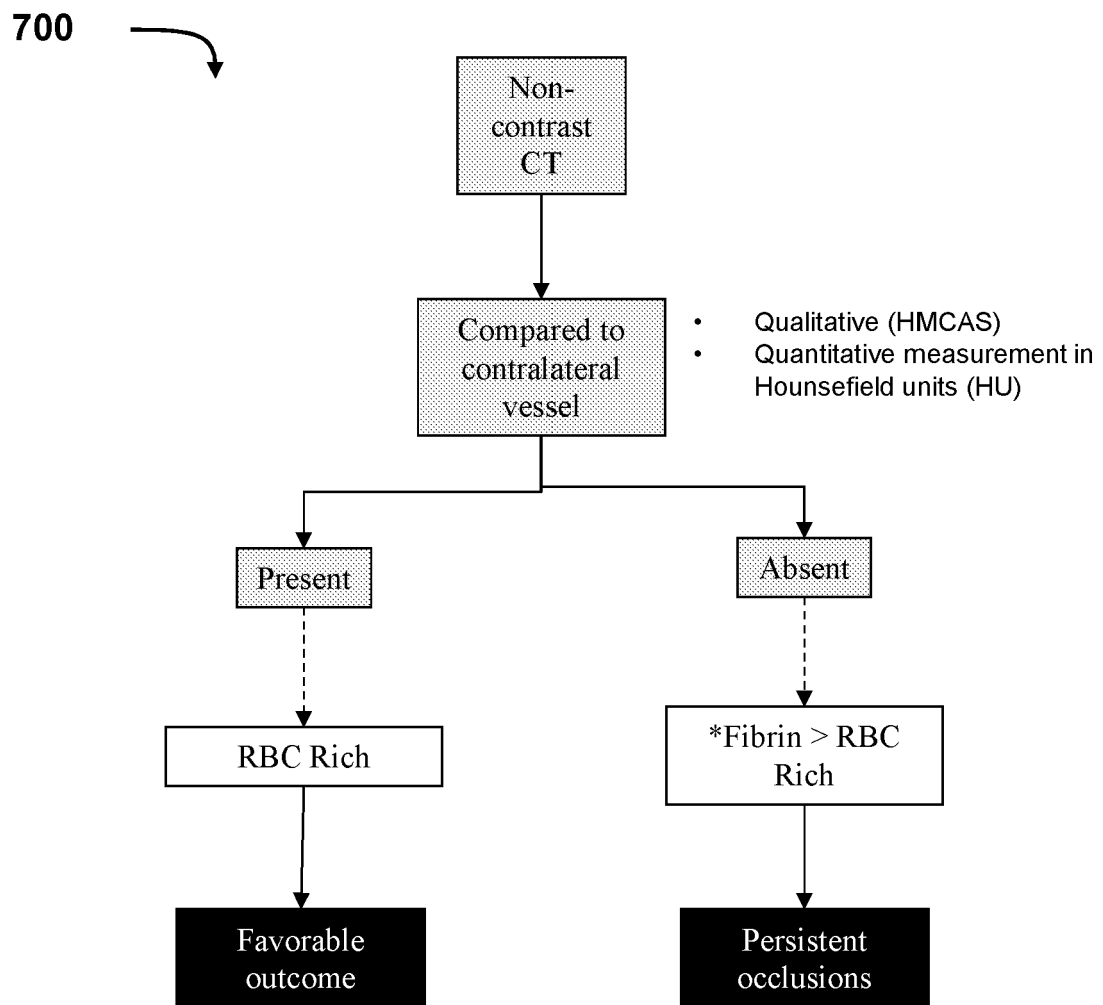 700
Non-
contrast
CT
Compared to
contralateral
vessel
• Qualitative (HMCAS)
• Quantitative measurement in
Hounsefield units (HU)
Present
Absent
RBC Rich
*Fibrin > RBC
Rich
Favorable
outcome
Persistent
occlusions